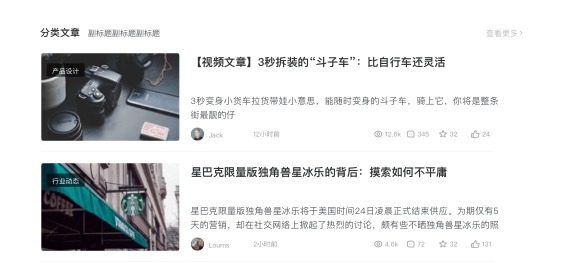 分类文章 副标题副标题副标题 查看更多>
产品设计
【视频文章】3秒拆装的“斗子车”：比自行车还灵活
3秒变身小货车拉货带娃小意思，能随时变身的斗子车，骑上它，你将是整条
街最靓的仔
Jack 12小时前 12.6k 345 32 24
行业动态
COFFEE
星巴克限量版独角兽星冰乐的背后：摸索如何不平庸
星巴克限量版独角兽星冰乐将于美国时间24日凌晨正式结束供应。为期仅有5
天的营销，却在社交网络上掀起了热烈的讨论，颇有些不晒独角兽星冰乐的照
Lourns 2小时前 4.6k 72 32 131